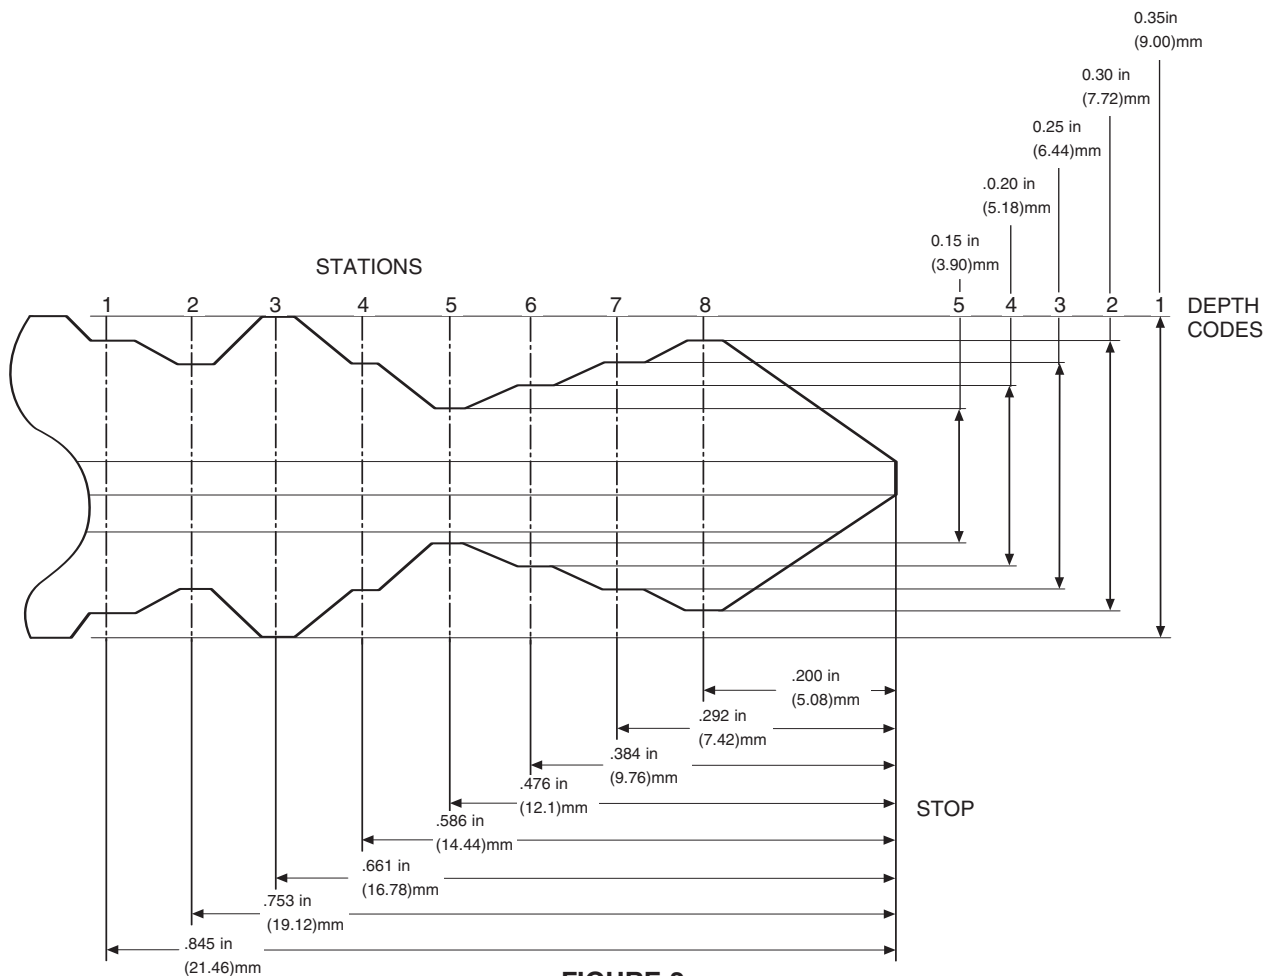 0.35in
(9.00)mm
0.30 in
(7.72)mm
0.25 in
(6.44)mm
.0.20 in
(5.18)mm
0.15 in
(3.90)mm
STATIONS
1 2 3 4 5 6 7 8 5 4 3 2 1 DEPTH
CODES
.200 in
(5.08)mm
.292 in
(7.42)mm
.384 in
(9.76)mm
.476 in
(12.1)mm
STOP
.586 in
(14.44)mm
.661 in
(16.78)mm
.753 in
(19.12)mm
.845 in
(21.46)mm